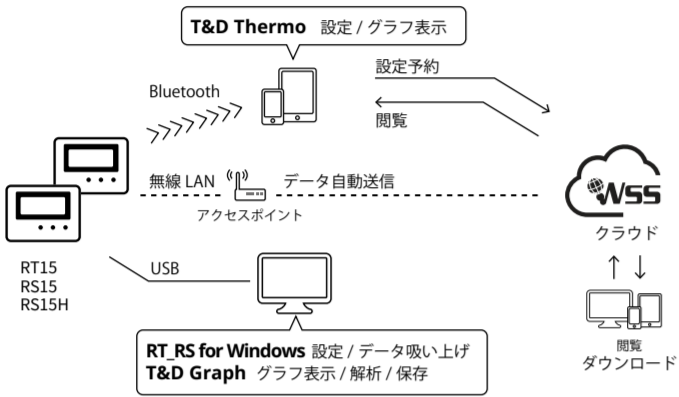 T&D Thermo 設定 / グラフ表示
設定予約
Bluetooth
閲覧
無線 LAN
データ自動送信
アクセスポイント
WSS
クラウド
RT15
RS15
RS15H
USB
RT_RS for Windows 設定 / データ吸い上げ
T&D Graph グラフ表示 / 解析 / 保存
閲覧
ダウンロード